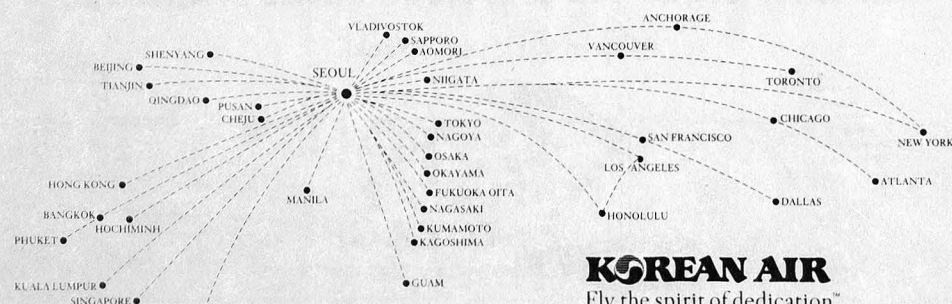 ANCHORAGE
VLADIVOSTOK
SAPPORO
AOMORI
VANCOUVER
SHENYANG
BEIJING
SEOUL
NIIGATA
TORONTO
TIANJIN
QINGDAO
PUSAN
CHEJU
TOKYO
CHICAGO
NAGOYA
SAN FRANCISCO
NEW YORK
OSAKA
LOS ANGELES
OKAYAMA
ATLANTA
HONG KONG
MANILA
FUKUOKA OITA
DALLAS
NAGASAKI
HONOLULU
BANGKOK
HOCHIMINH
KUMAMOTO
PHUKET
KAGOSHIMA
KOREAN AIR
KUALA LUMPUR
GUAM
SINGAPORE
Fly the spirit of dedication™